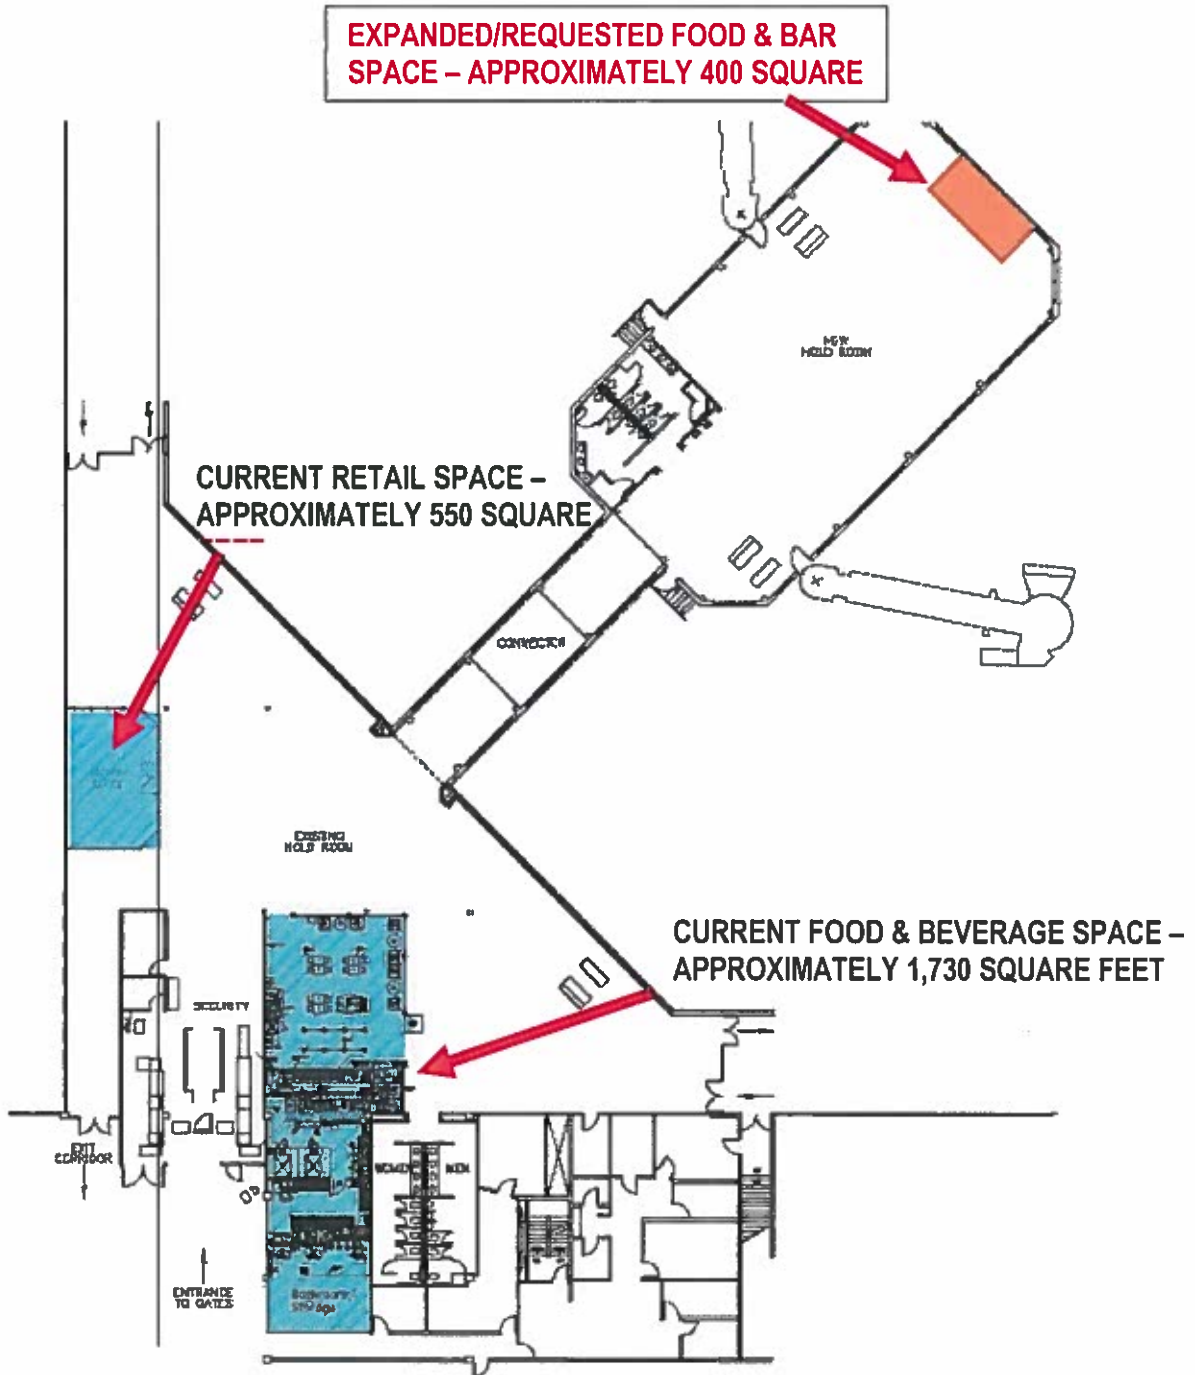 EXPANDED/REQUESTED FOOD & BAR
SPACE – APPROXIMATELY 400 SQUARE
NEW
HOLD ROOM
CURRENT RETAIL SPACE –
APPROXIMATELY 550 SQUARE
CONNECTOR
EXISTING
HOLD ROOM
CURRENT FOOD & BEVERAGE SPACE –
APPROXIMATELY 1,730 SQUARE FEET
SECURITY
EXIT
CORRIDOR
WOMEN
MEN
ENTRANCE
TO GATES
Storage